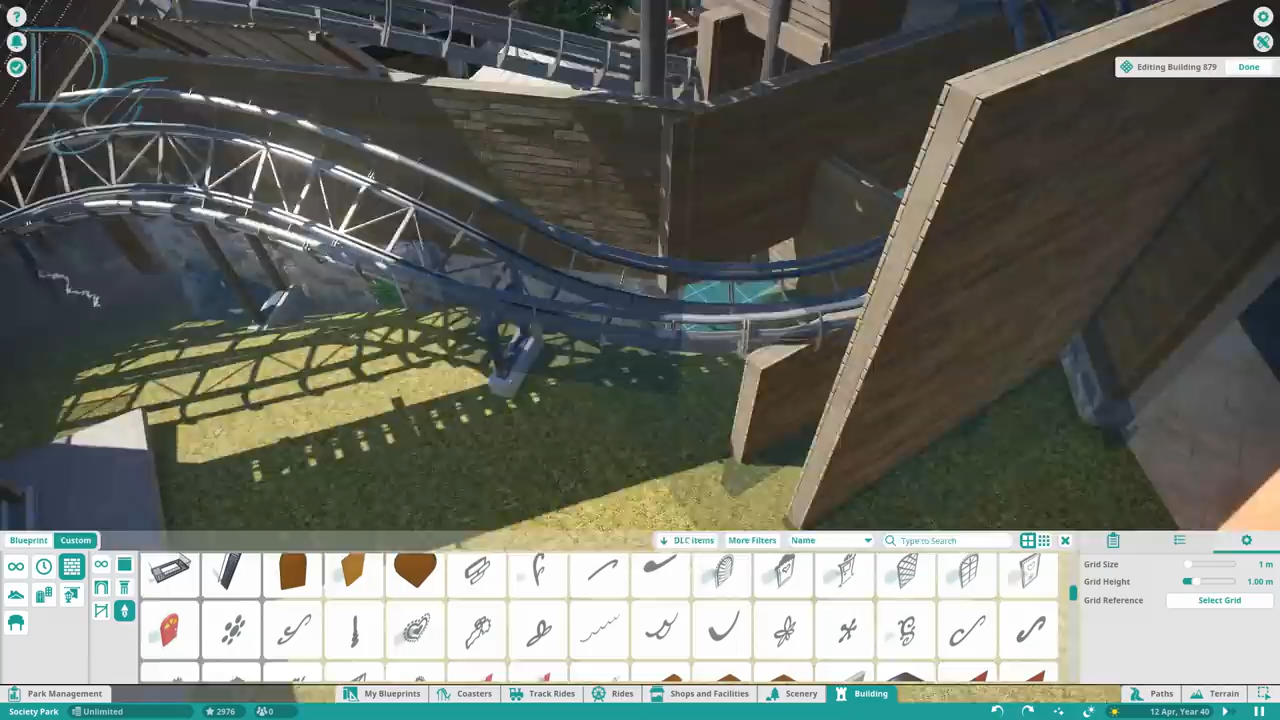 ?
Editing Building 879 Done
Blueprint Custom
DLC items More Filters Name Type to Search
Grid Size 1 m
Grid Height 1.00 m
Grid Reference Select Grid
Park Management My Blueprints Coasters Track Rides Rides Shops and Facilities Scenery Building Paths Terrain
Society Park Unlimited 2976 0 12 Apr, Year 40